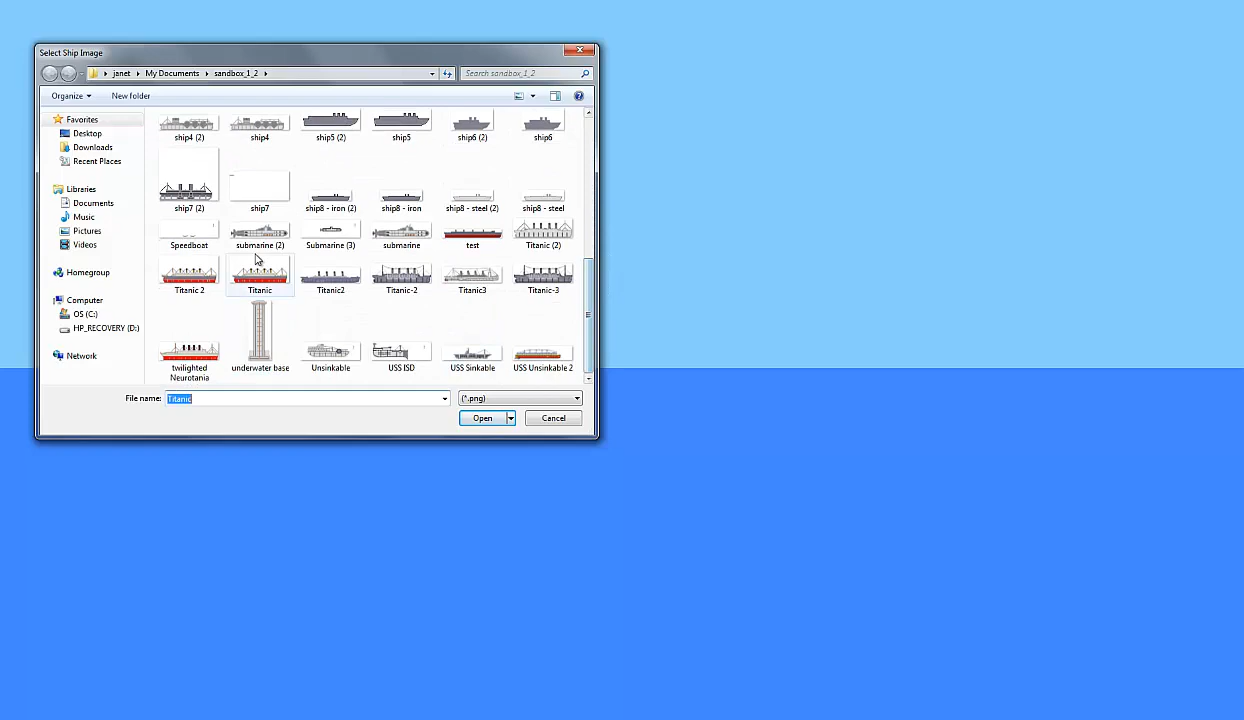 Select Ship Image
janet
My Documents
sandbox_1_2
Search sandbox_1_2
Organize
New folder
Favorites
Desktop
Downloads
Recent Places
Libraries
Documents
Music
Pictures
Videos
Homegroup
Computer
OS (C:)
HP_RECOVERY (D:)
Network
ship4 (2)
ship4
ship5 (2)
ship5
ship6 (2)
ship6
ship7 (2)
ship7
ship8 - iron (2)
ship8 - iron
ship8 - steel (2)
ship8 - steel
Speedboat
submarine (2)
Submarine (3)
submarine
test
Titanic (2)
Titanic 2
Titanic
Titanic2
Titanic-2
Titanic3
Titanic-3
twilighted
Neurotania
underwater base
Unsinkable
USS ISD
USS Sinkable
USS Unsinkable 2
File name:
Titanic
(*.png)
Open
Cancel